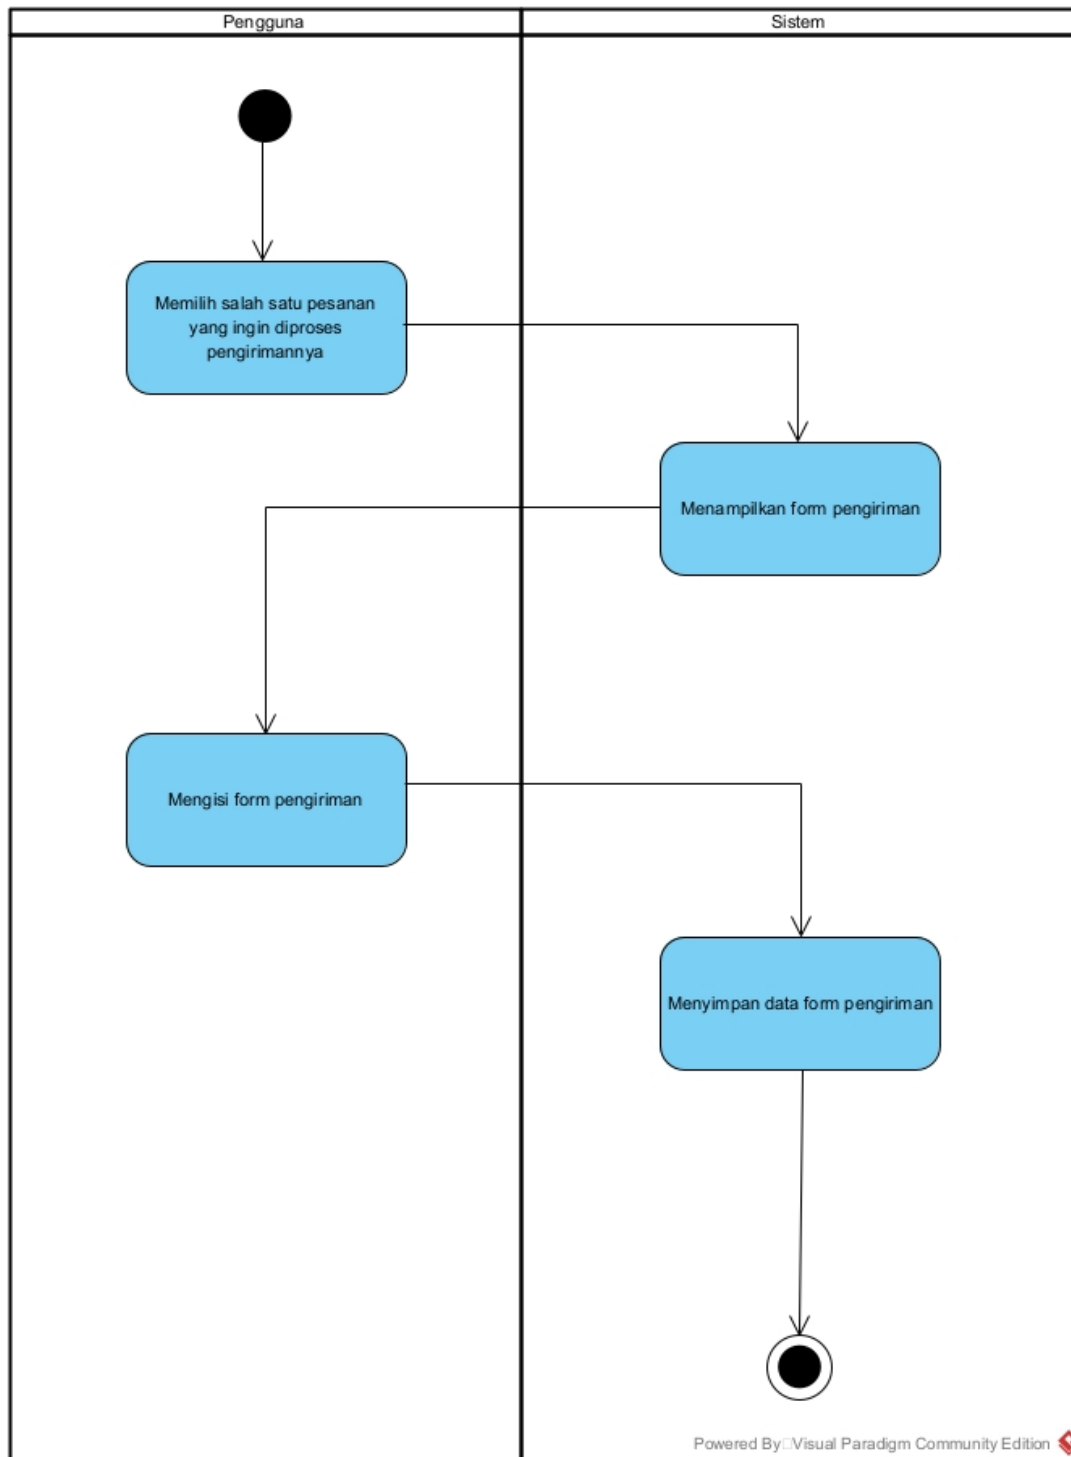 Pengguna
Sistem
Memilih salah satu pesanan
yang ingin diproses
pengirimannya
Menampilkan form pengiriman
Mengisi form pengiriman
Menyimpan data form pengiriman
Powered By Visual Paradigm Community Edition